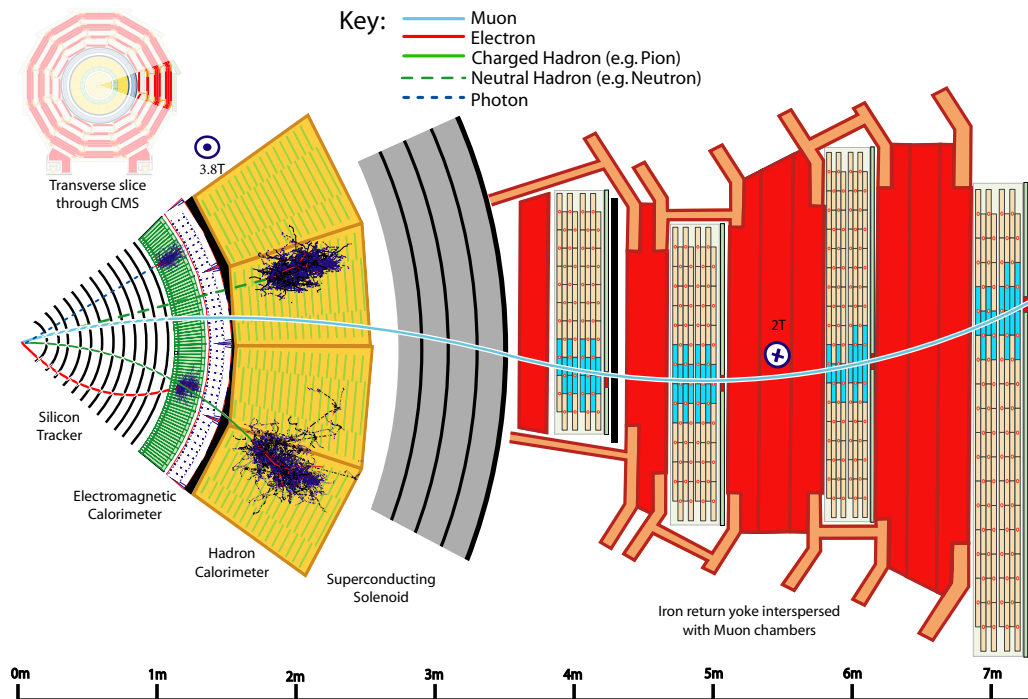 Key:
Muon
Electron
Charged Hadron (e.g. Pion)
Neutral Hadron (e.g. Neutron)
Photon
Transverse slice
through CMS
3.8T
2T
Silicon
Tracker
Electromagnetic
Calorimeter
Hadron
Calorimeter
Superconducting
Solenoid
Iron return yoke interspersed
with Muon chambers
0m 1m 2m 3m 4m 5m 6m 7m